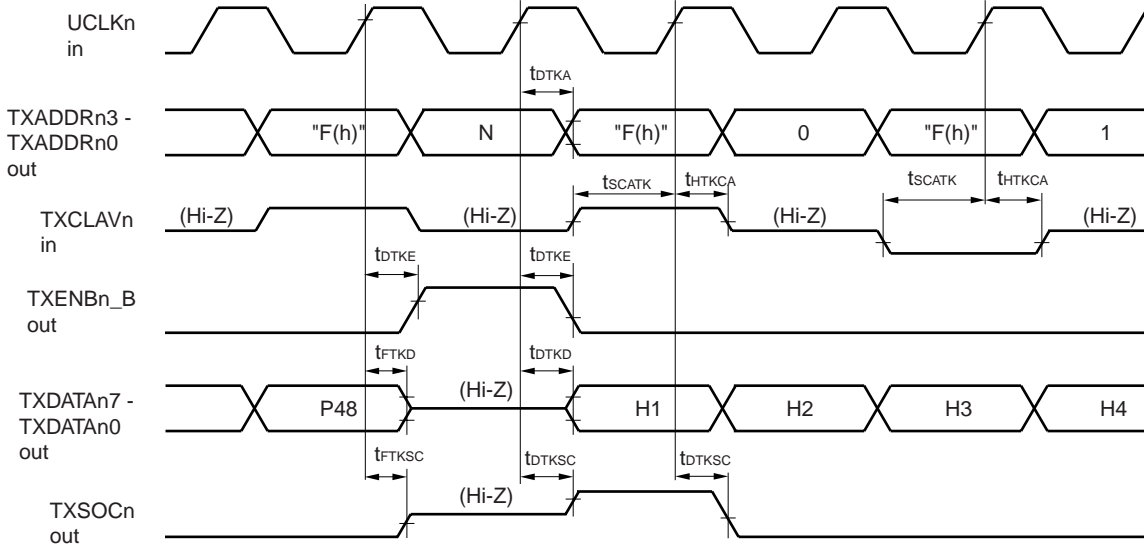 UCLKn
in
tDTKA
TXADDRn3 -
TXADDRn0
out
"F(h)" N "F(h)" 0 "F(h)" 1
tSCATK tHTKCA tSCATK tHTKCA
TXCLAVn
in
(Hi-Z) (Hi-Z) (Hi-Z) (Hi-Z)
tDTKE tDTKE
TXENBn_B
out
tFTKD tDTKD
TXDATAn7 -
TXDATAn0
out
P48 (Hi-Z) H1 H2 H3 H4
tFTKSC tDTKSC tDTKSC
TXSOCn
out
(Hi-Z)